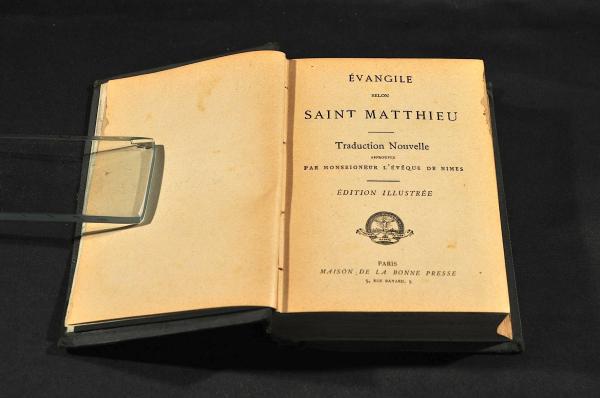 ÉVANGILE
SELON
SAINT MATTHIEU
Traduction Nouvelle
APPROUVÉE
PAR MONSEIGNEUR L'ÉVÊQUE DE NIMES
ÉDITION ILLUSTRÉE
PARIS
MAISON DE LA BONNE PRESSE
5, RUE BAYARD, 5